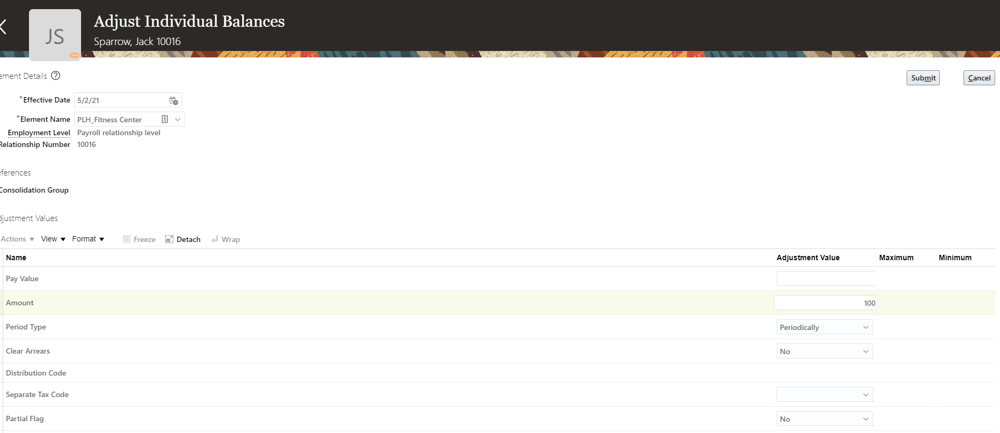 JS
Adjust Individual Balances
Sparrow, Jack 10016
ement Details ?
Submit
Cancel
*Effective Date 5/2/21
*Element Name PLH_Fitness Center
Employment Level Payroll relationship level
Relationship Number 10016
eferences
Consolidation Group
djustment Values
Actions View Format Freeze Detach Wrap
Name Adjustment Value Maximum Minimum
Pay Value
Amount 100
Period Type Periodically
Clear Arrears No
Distribution Code
Separate Tax Code
Partial Flag No